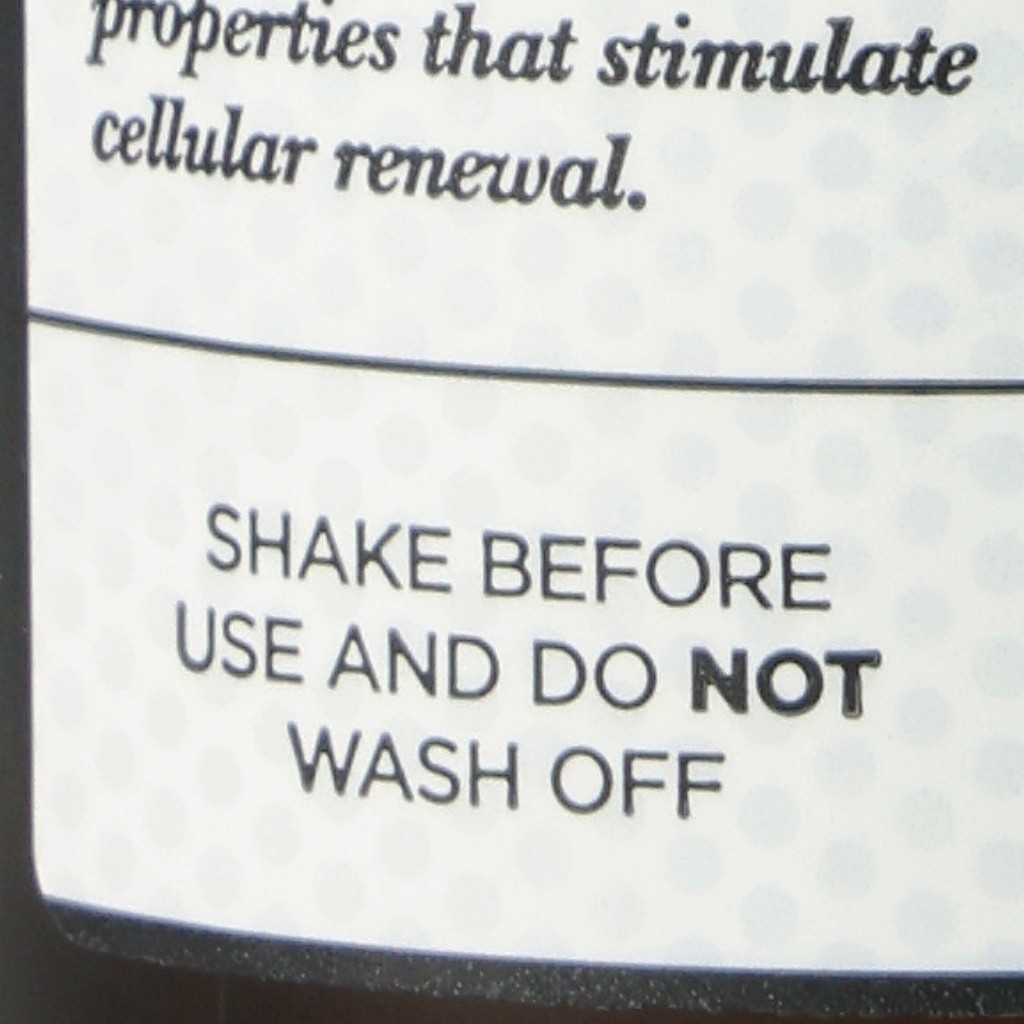 properties that stimulate
cellular renewal.
SHAKE BEFORE
USE AND DO NOT
WASH OFF